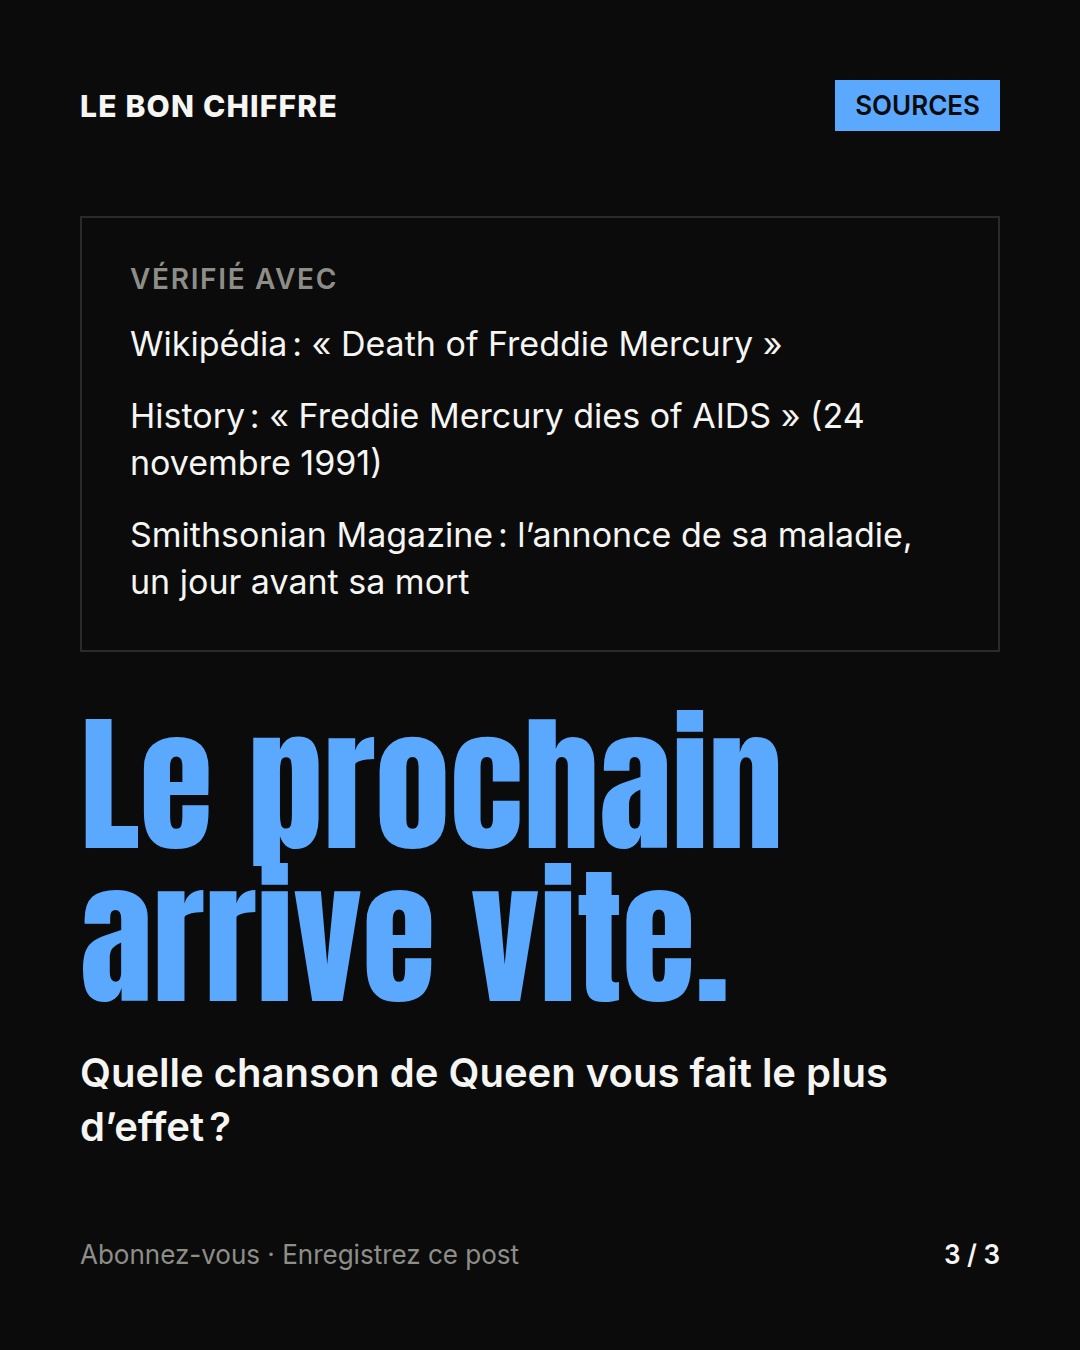 LE BON CHIFFRE
SOURCES
VÉRIFIÉ AVEC
Wikipédia : « Death of Freddie Mercury »
History : « Freddie Mercury dies of AIDS » (24
novembre 1991)
Smithsonian Magazine : l’annonce de sa maladie,
un jour avant sa mort
Le prochain
arrive vite.
Quelle chanson de Queen vous fait le plus
d’effet ?
Abonnez-vous · Enregistrez ce post
3 / 3